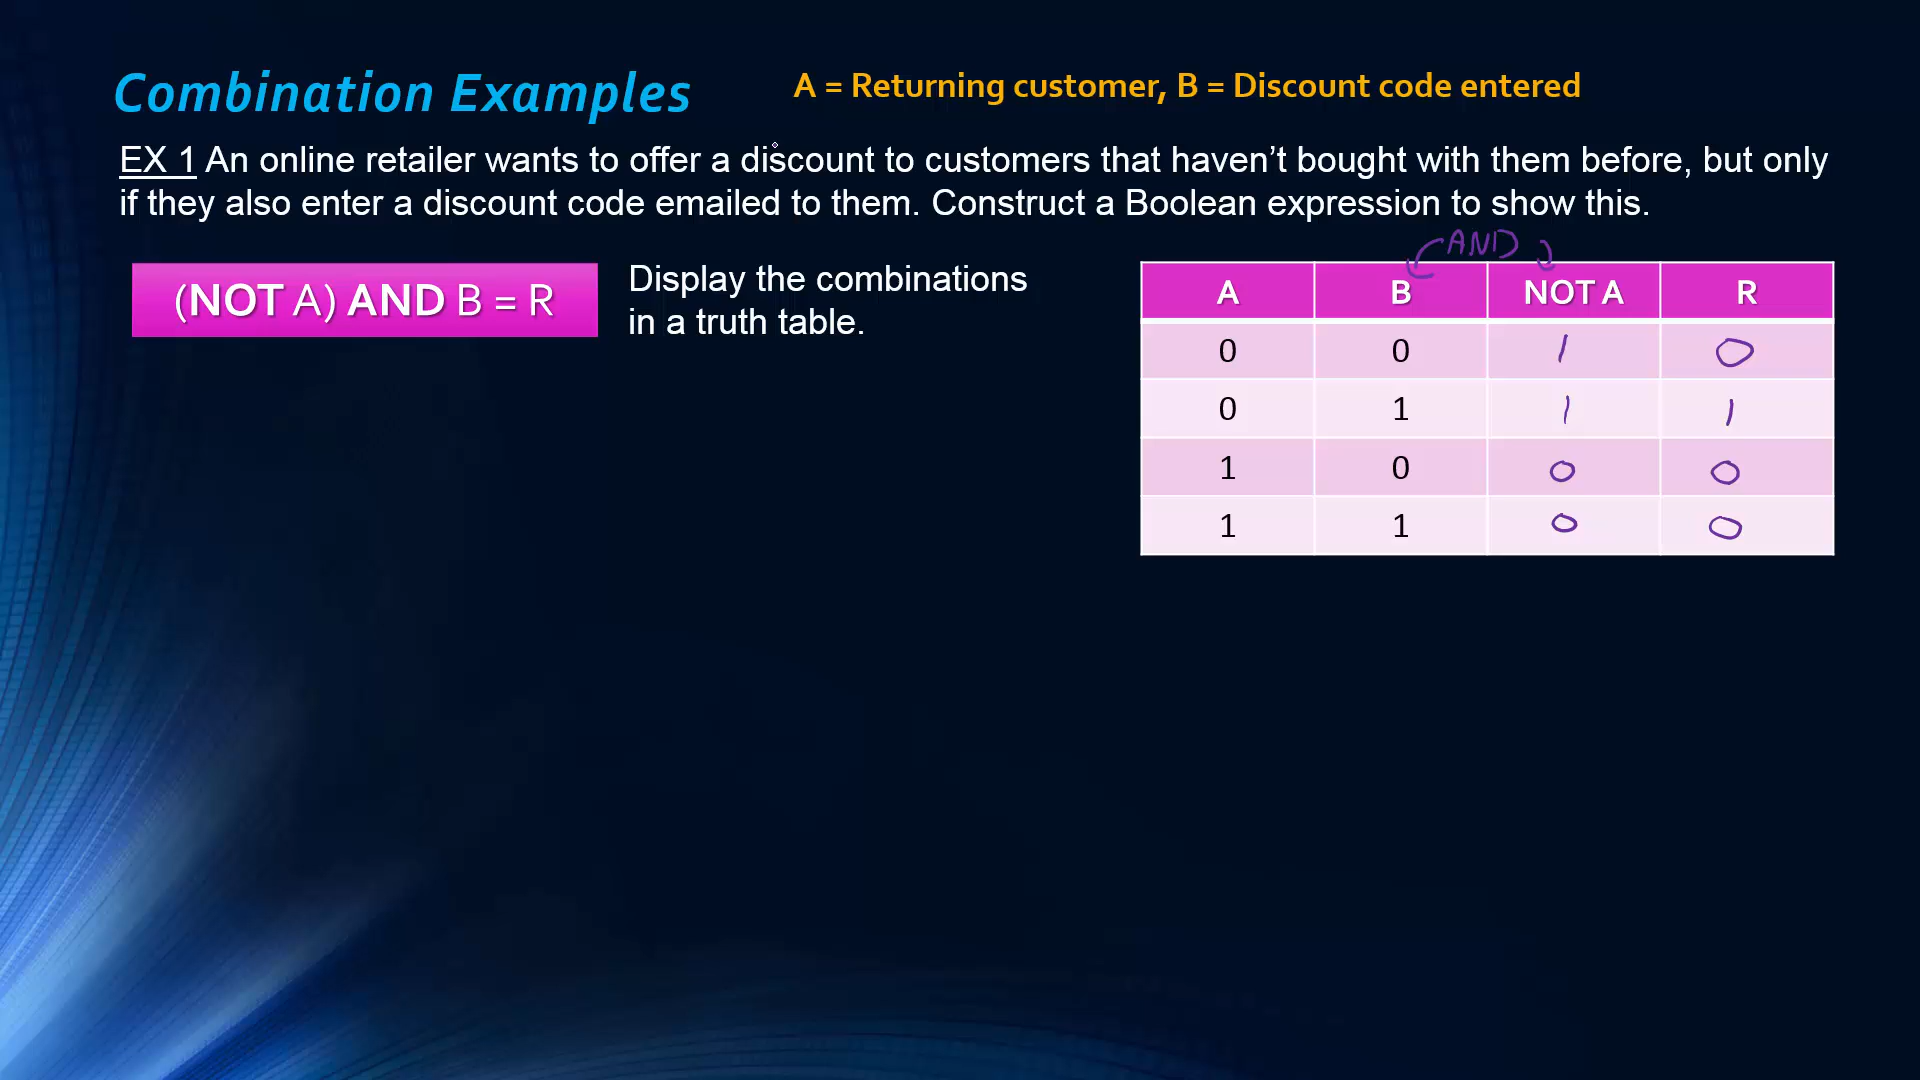 Combination Examples
A = Returning customer, B = Discount code entered
EX 1 An online retailer wants to offer a discount to customers that haven’t bought with them before, but only
if they also enter a discount code emailed to them. Construct a Boolean expression to show this.
(NOT A) AND B = R
Display the combinations
in a truth table.
AND
A B NOT A R
0 0 1 0
0 1 1 1
1 0 0 0
1 1 0 0